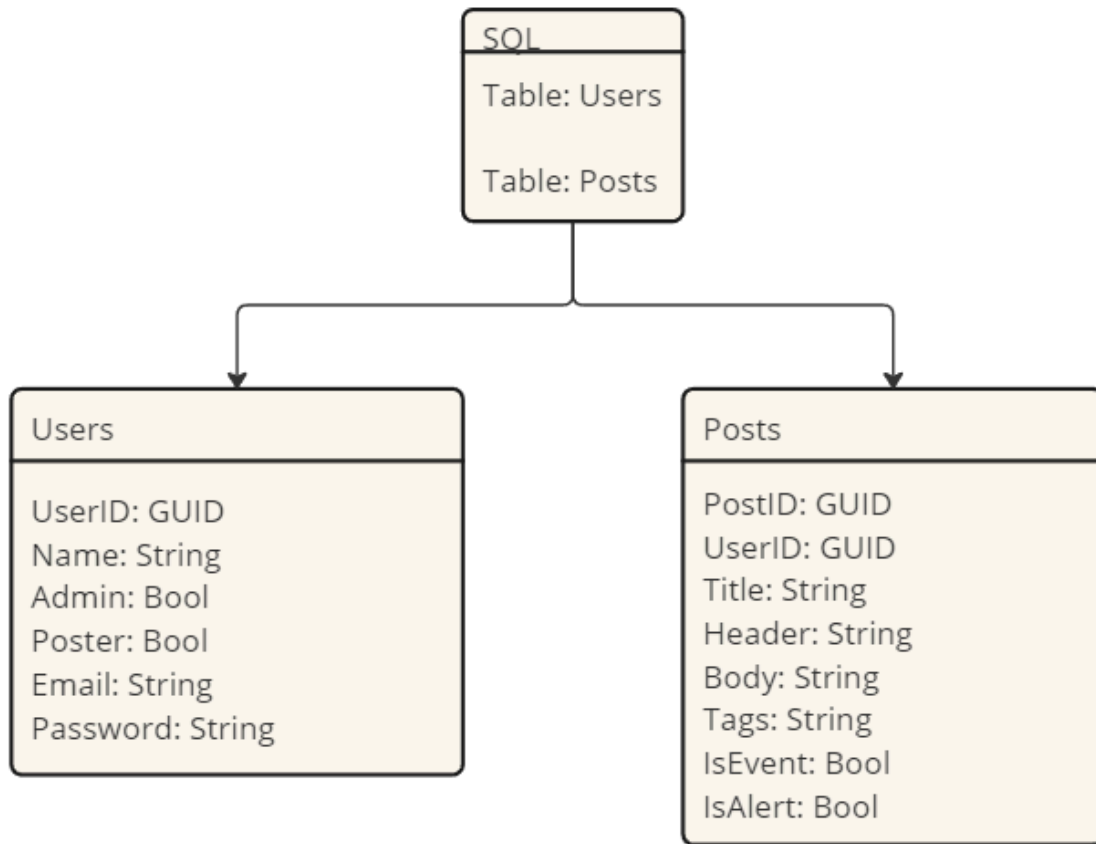 SQL
Table: Users
Table: Posts
Users
UserID: GUID
Name: String
Admin: Bool
Poster: Bool
Email: String
Password: String
Posts
PostID: GUID
UserID: GUID
Title: String
Header: String
Body: String
Tags: String
IsEvent: Bool
IsAlert: Bool